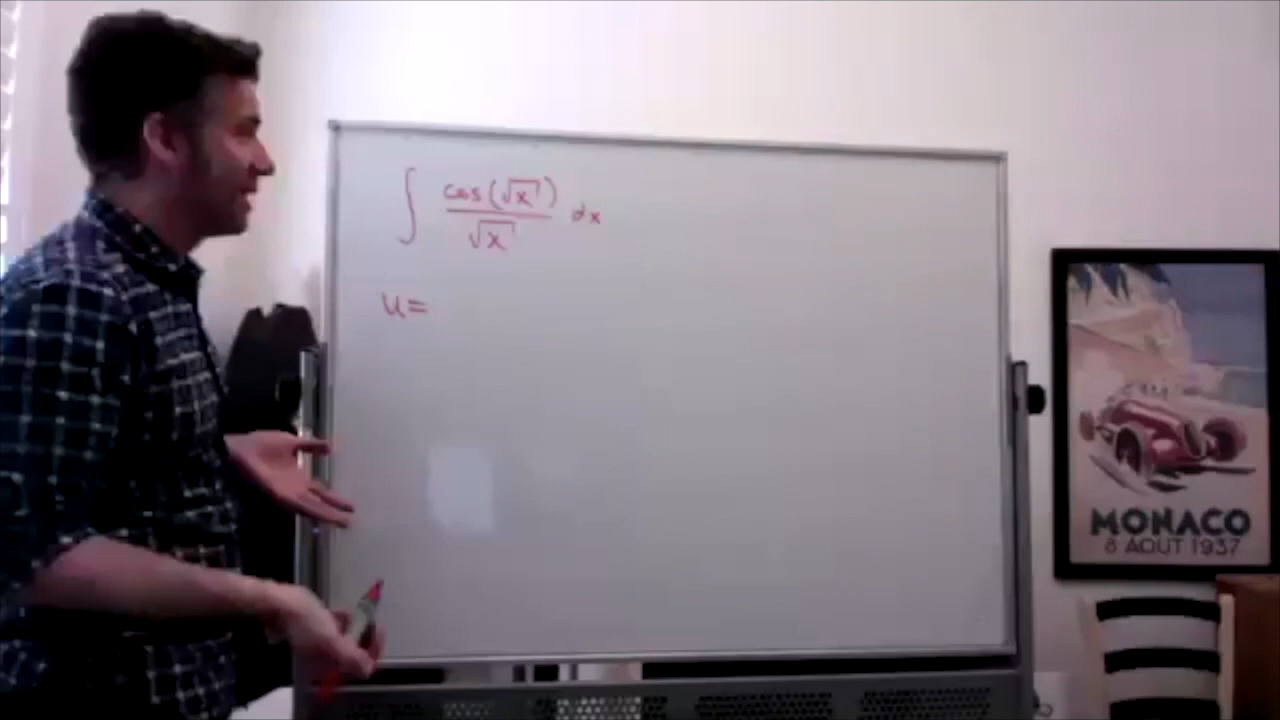 ∫ cos(√x) / √x dx
u=
MONACO
8 AOUT 1937